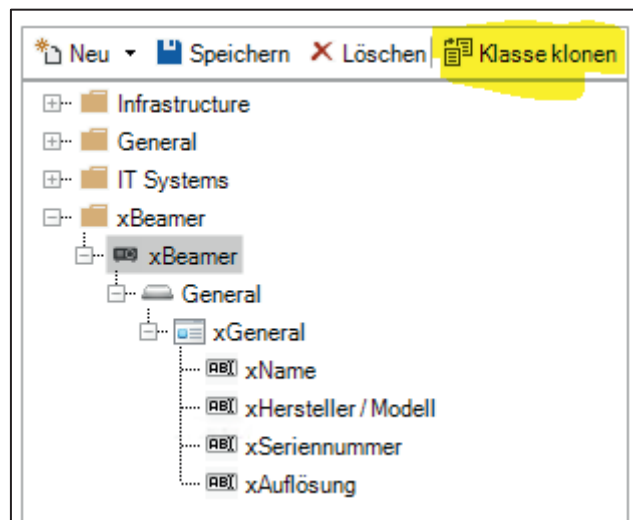 Neu Speichern Löschen Klasse klonen
Infrastructure
General
IT Systems
xBeamer
xBeamer
General
xGeneral
xName
xHersteller / Modell
xSeriennummer
xAuflösung